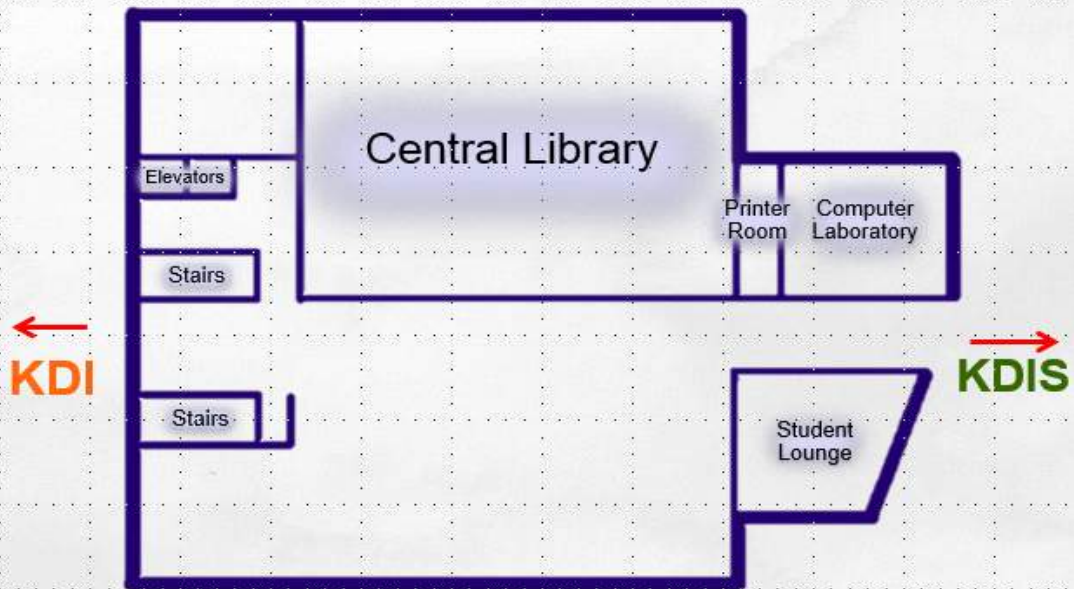 Central Library
Elevators
Printer
Room
Computer
Laboratory
Stairs
KDI
KDIS
Stairs
Student
Lounge